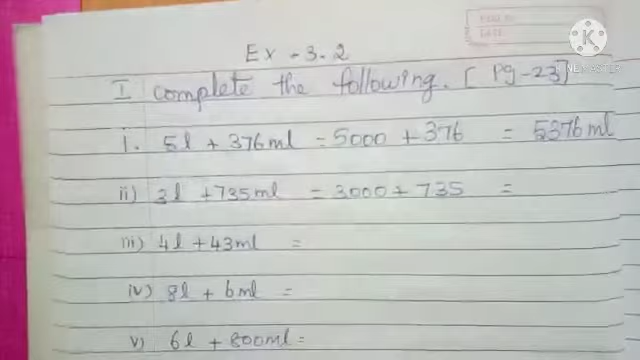 Ex - 3.2
I Complete the following. [Pg-23]
i. 5l + 376ml = 5000 + 376 = 5376ml
ii) 3l + 735ml = 3000 + 735 =
iii) 4l + 43ml =
iv) 8l + 6ml =
v) 6l + 800ml =